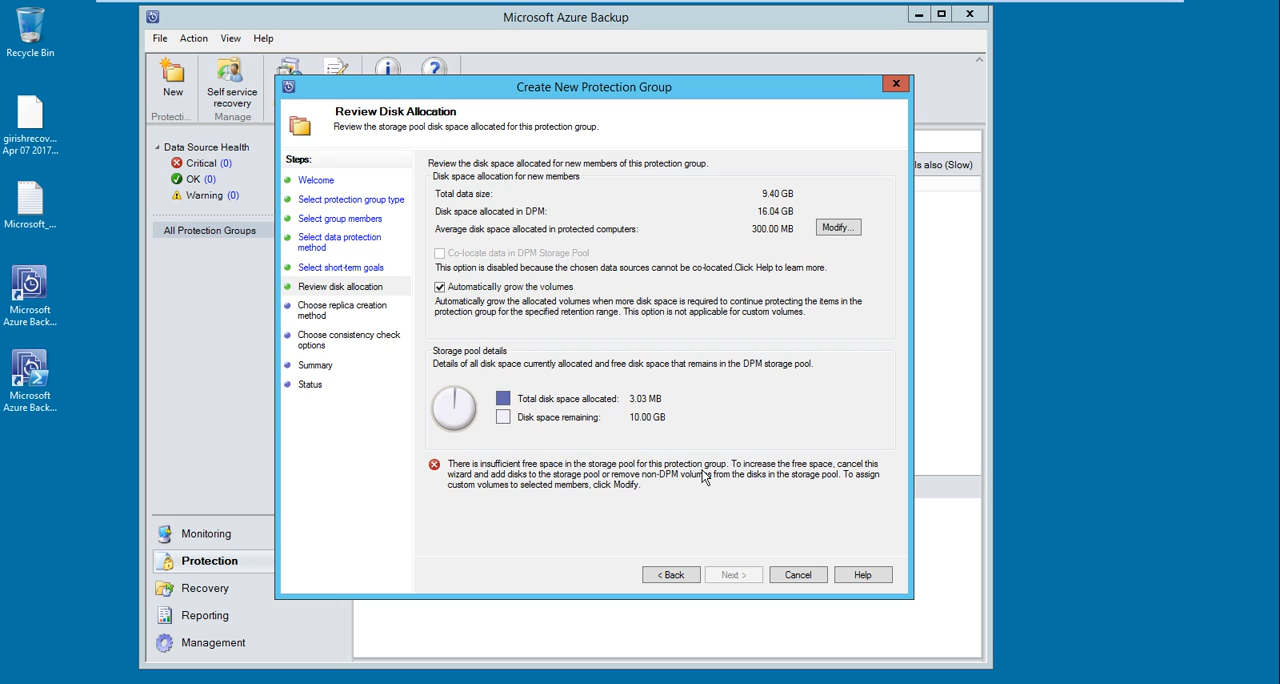 Recycle Bin
girishrecov...
Apr 07 2017...
Microsoft_...
Microsoft
Azure Back...
Microsoft
Azure Back...
Microsoft Azure Backup
File Action View Help
New
Self service
recovery
Protecti...
Manage
Data Source Health
Critical (0)
OK (0)
Warning (0)
All Protection Groups
Monitoring
Protection
Recovery
Reporting
Management
ls also (Slow)
Create New Protection Group
Review Disk Allocation
Review the storage pool disk space allocated for this protection group.
Steps:
Welcome
Select protection group type
Select group members
Select data protection
method
Select short-term goals
Review disk allocation
Choose replica creation
method
Choose consistency check
options
Summary
Status
Review the disk space allocated for new members of this protection group.
Disk space allocation for new members
Total data size: 9.40 GB
Disk space allocated in DPM: 16.04 GB
Average disk space allocated in protected computers: 300.00 MB
Modify...
Co-locate data in DPM Storage Pool
This option is disabled because the chosen data sources cannot be co-located.Click Help to learn more.
Automatically grow the volumes
Automatically grow the allocated volumes when more disk space is required to continue protecting the items in the
protection group for the specified retention range. This option is not applicable for custom volumes.
Storage pool details
Details of all disk space currently allocated and free disk space that remains in the DPM storage pool.
Total disk space allocated: 3.03 MB
Disk space remaining: 10.00 GB
There is insufficient free space in the storage pool for this protection group. To increase the free space, cancel this
wizard and add disks to the storage pool or remove non-DPM volumes from the disks in the storage pool. To assign
custom volumes to selected members, click Modify.
< Back Next > Cancel Help